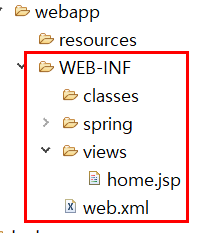 webapp
resources
WEB-INF
classes
spring
views
home.jsp
web.xml